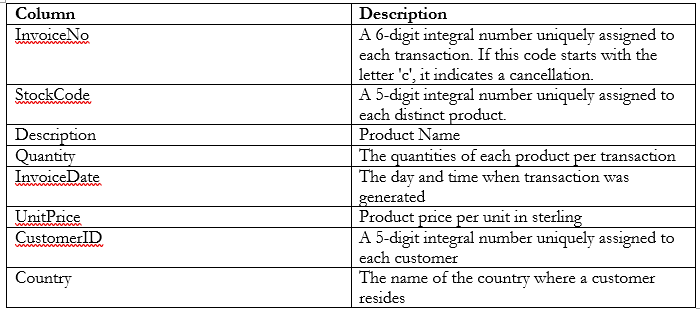 Column Description
InvoiceNo A 6-digit integral number uniquely assigned to
each transaction. If this code starts with the
letter 'c', it indicates a cancellation.
StockCode A 5-digit integral number uniquely assigned to
each distinct product.
Description Product Name
Quantity The quantities of each product per transaction
InvoiceDate The day and time when transaction was
generated
UnitPrice Product price per unit in sterling
CustomerID A 5-digit integral number uniquely assigned to
each customer
Country The name of the country where a customer
resides